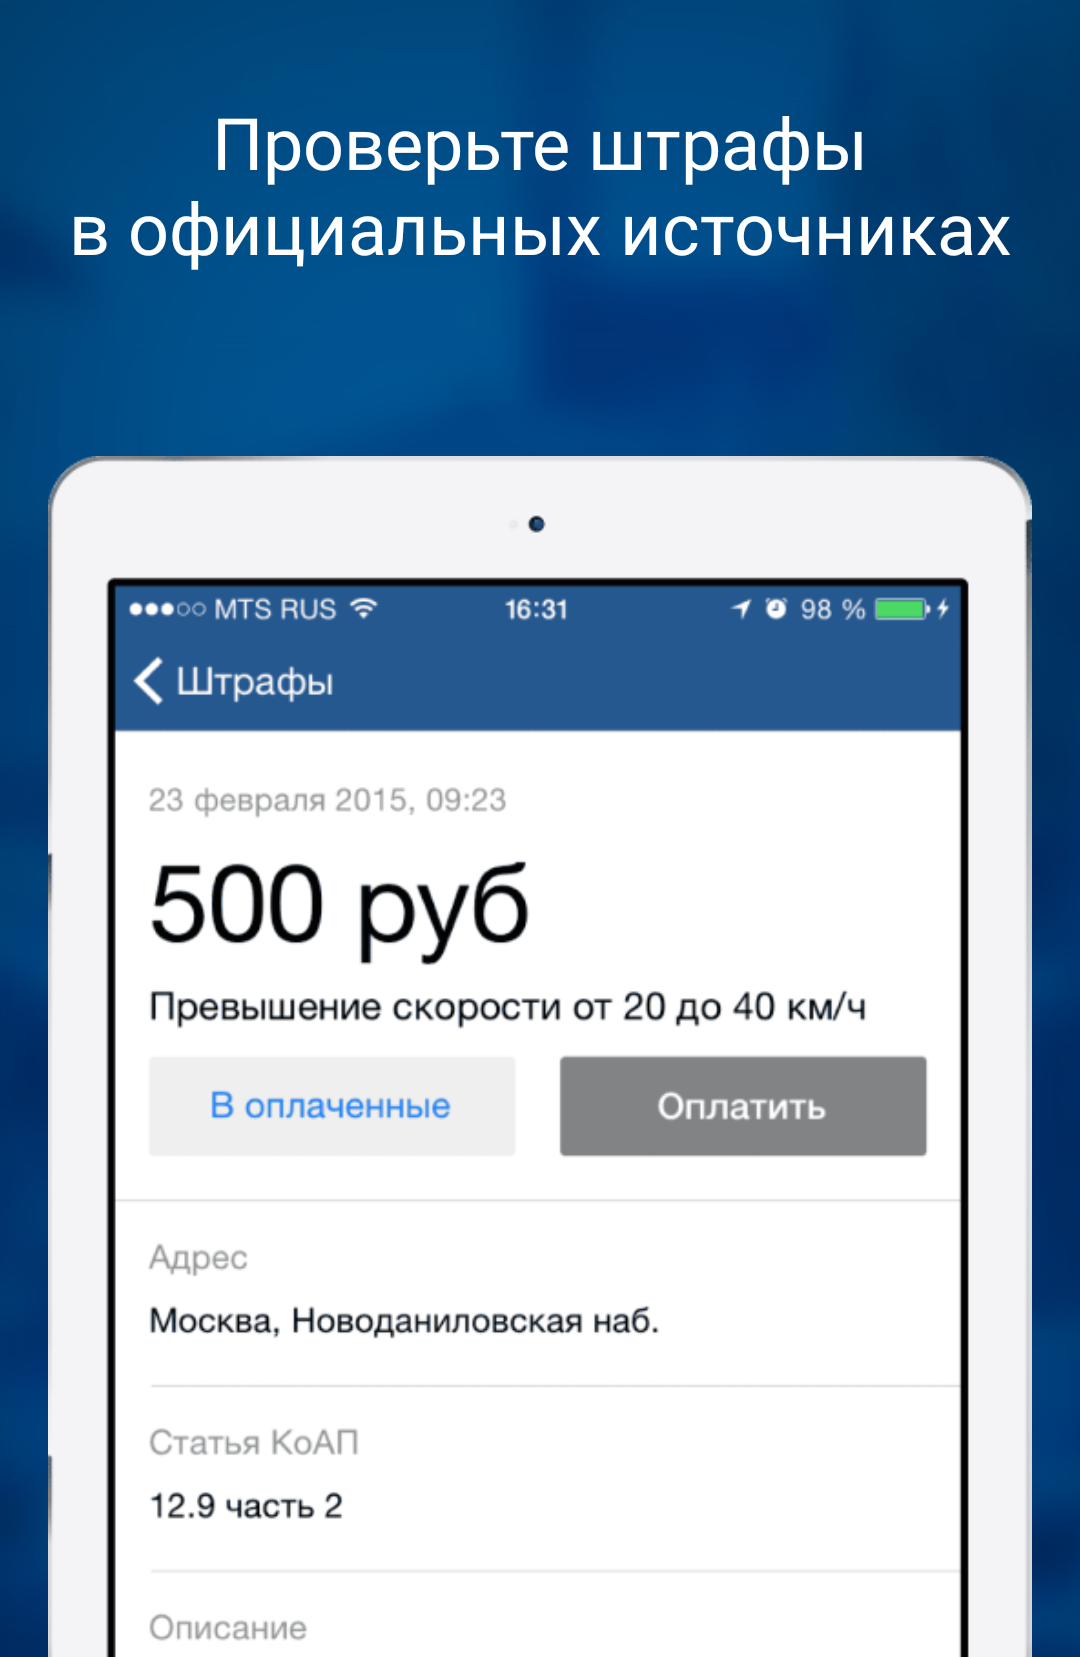 Проверьте штрафы
в официальных источниках
MTS RUS 16:31 98 %
Штрафы
23 февраля 2015, 09:23
500 руб
Превышение скорости от 20 до 40 км/ч
В оплаченные Оплатить
Адрес
Москва, Новоданиловская наб.
Статья КоАП
12.9 часть 2
Описание